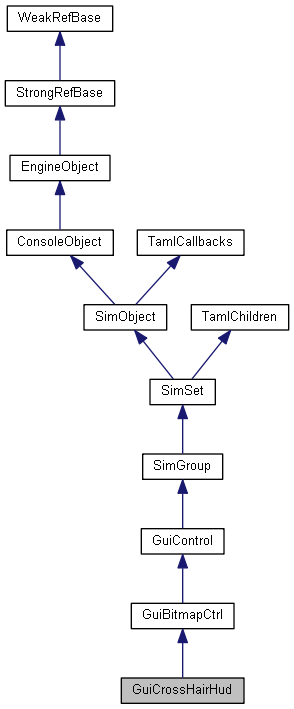 WeakRefBase
StrongRefBase
EngineObject
ConsoleObject
TamlCallbacks
SimObject
TamlChildren
SimSet
SimGroup
GuiControl
GuiBitmapCtrl
GuiCrossHairHud